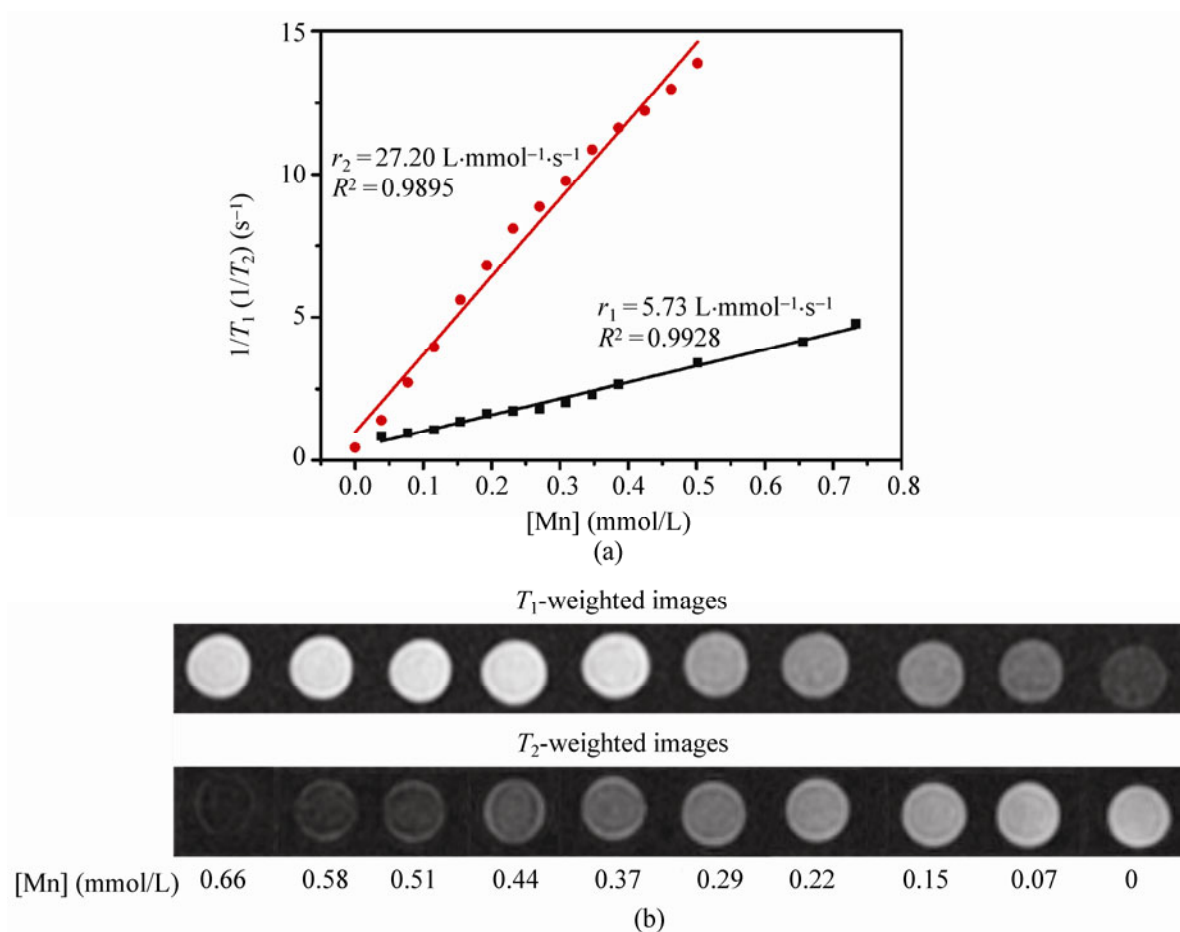 15
10
5
0
1/T₁ (1/T₂) (s⁻¹)
r₂ = 27.20 L·mmol⁻¹·s⁻¹
R² = 0.9895
r₁ = 5.73 L·mmol⁻¹·s⁻¹
R² = 0.9928
0.0 0.1 0.2 0.3 0.4 0.5 0.6 0.7 0.8
[Mn] (mmol/L)
(a)
T₁-weighted images
T₂-weighted images
[Mn] (mmol/L) 0.66 0.58 0.51 0.44 0.37 0.29 0.22 0.15 0.07 0
(b)